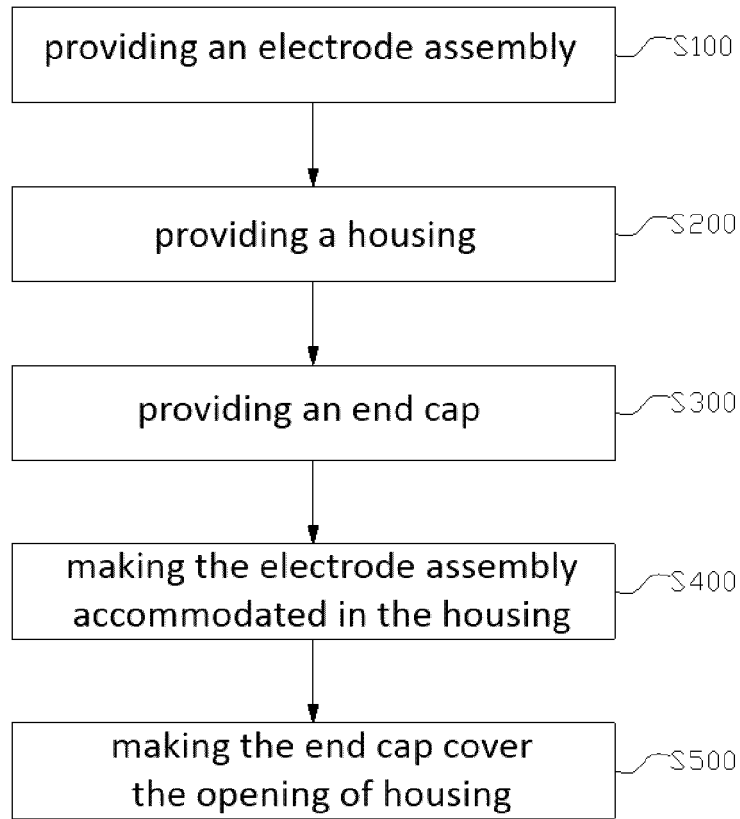 providing an electrode assembly
S100
providing a housing
S200
providing an end cap
S300
making the electrode assembly
accommodated in the housing
S400
making the end cap cover
the opening of housing
S500